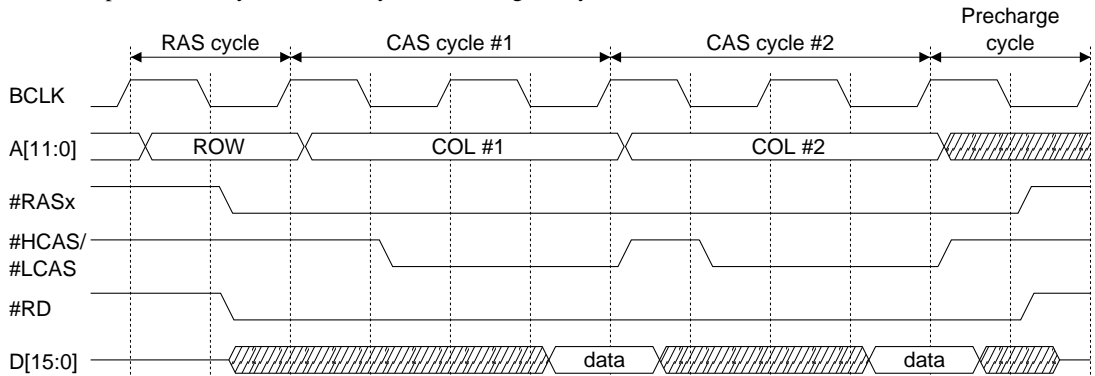 Precharge
RAS cycle CAS cycle #1 CAS cycle #2 cycle
BCLK
A[11:0] ROW COL #1 COL #2
#RASx
#HCAS/
#LCAS
#RD
D[15:0] data data